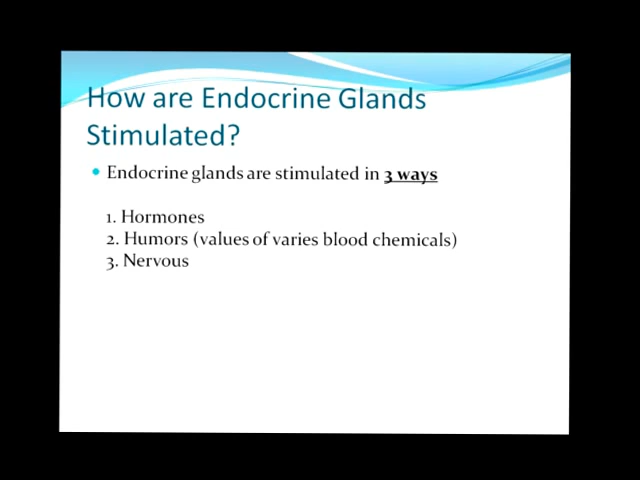 How are Endocrine Glands
Stimulated?
• Endocrine glands are stimulated in 3 ways
1. Hormones
2. Humors (values of varies blood chemicals)
3. Nervous